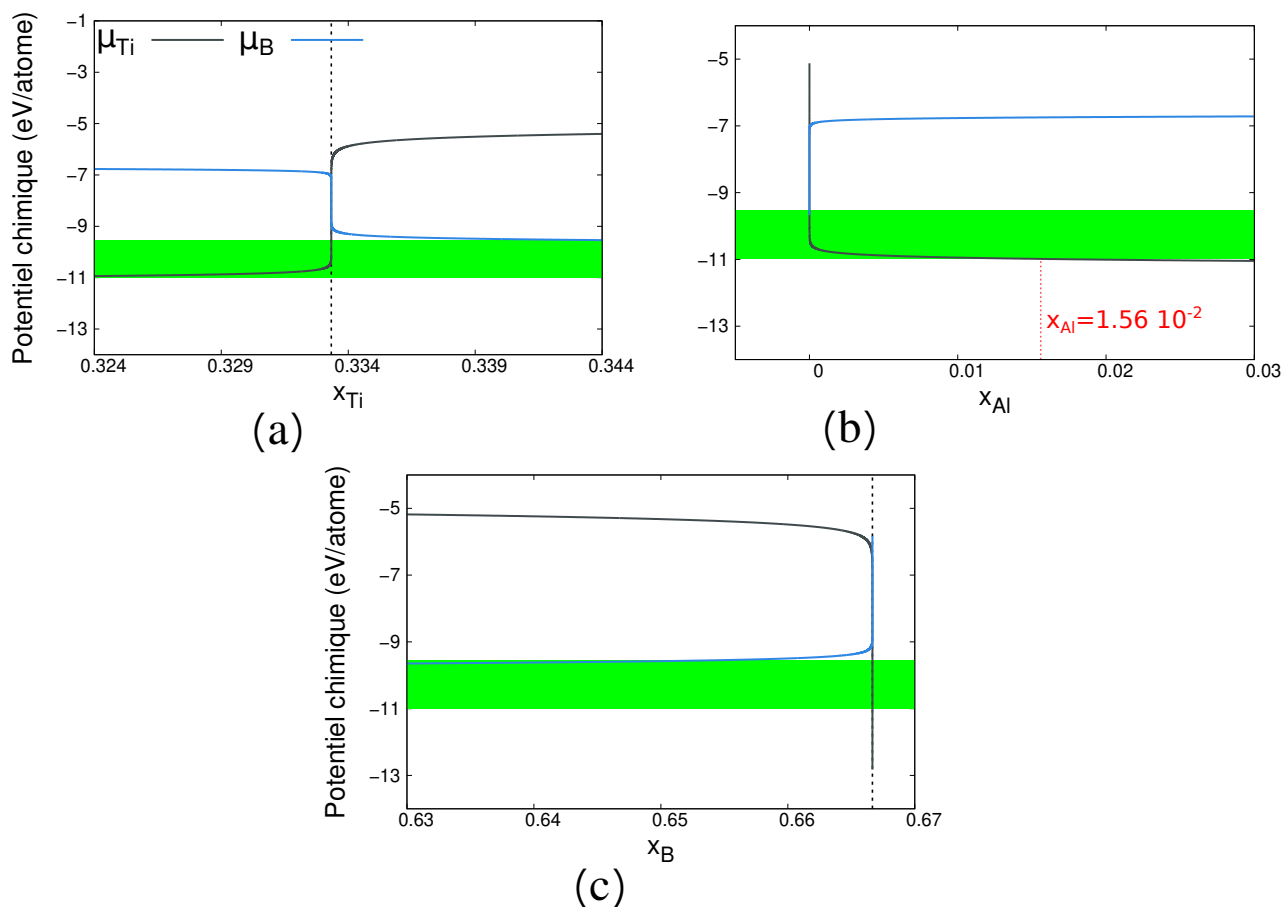 Potentiel chimique (eV/atome)
μTi μB
-1
-3
-5
-7
-9
-11
-13
0.324 0.329 0.334 0.339 0.344
xTi
(a)
-5
-7
-9
-11
-13
xAl=1.56 10-2
0 0.01 0.02 0.03
xAl
(b)
Potentiel chimique (eV/atome)
-5
-7
-9
-11
-13
0.63 0.64 0.65 0.66 0.67
xB
(c)